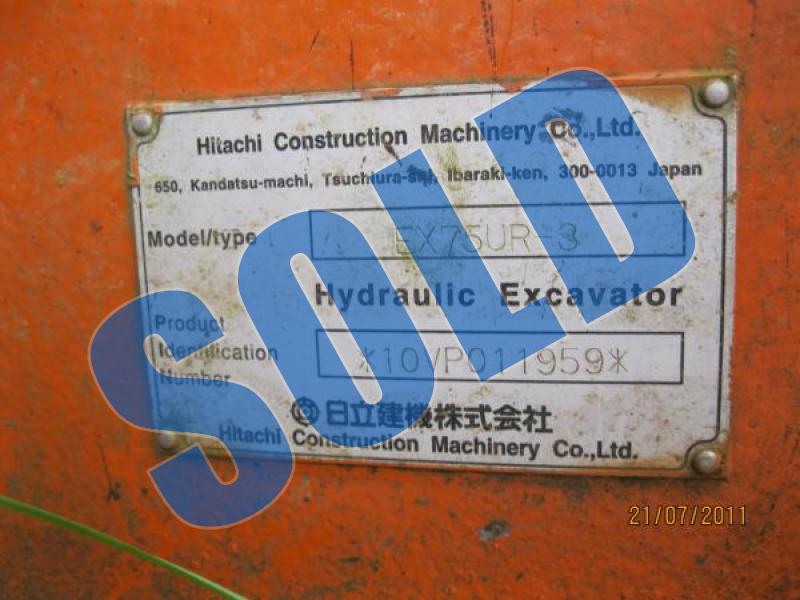 Hitachi Construction Machinery Co.,Ltd.
650, Kandatsu-machi, Tsuchiura-shi, Ibaraki-ken, 300-0013 Japan
Model/type EX75UR-3
Hydraulic Excavator
Product
Identification
Number
*10VP011959*
日立建機株式会社
Hitachi Construction Machinery Co.,Ltd.
SOLD
21/07/2011